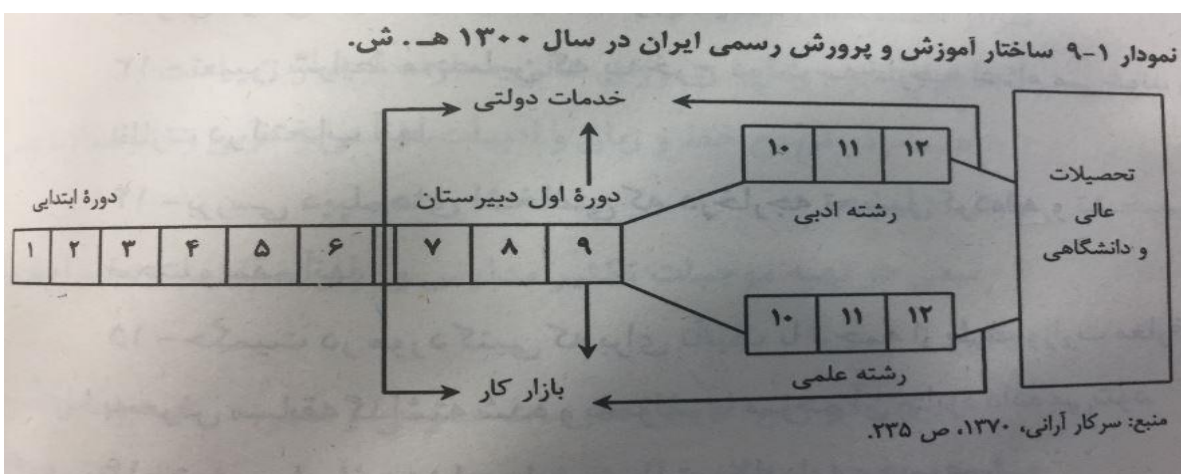 نمودار ۱-۹ ساختار آموزش و پرورش رسمی ایران در سال ۱۳۰۰ هـ . ش.
خدمات دولتی
۱۰ ۱۱ ۱۲
رشته ادبی
تحصیلات
عالی
و دانشگاهی
دورهٔ اول دبیرستان
دورهٔ ابتدایی
۱ ۲ ۳ ۴ ۵ ۶ ۷ ۸ ۹
۱۰ ۱۱ ۱۲
رشته علمی
بازار کار
منبع: سرکار آرانی، ۱۳۷۰، ص ۲۳۵.